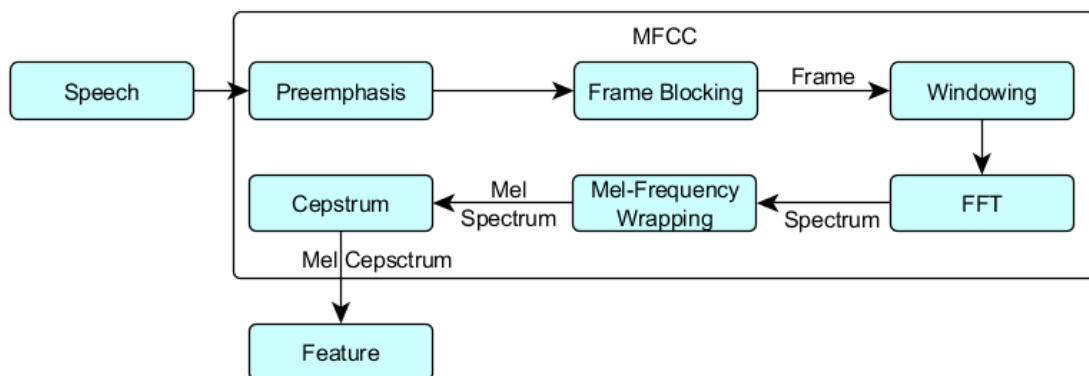 MFCC
Speech
Preemphasis
Frame Blocking
Frame
Windowing
Cepstrum
Mel
Spectrum
Mel-Frequency
Wrapping
Spectrum
FFT
Mel Cepsctrum
Feature